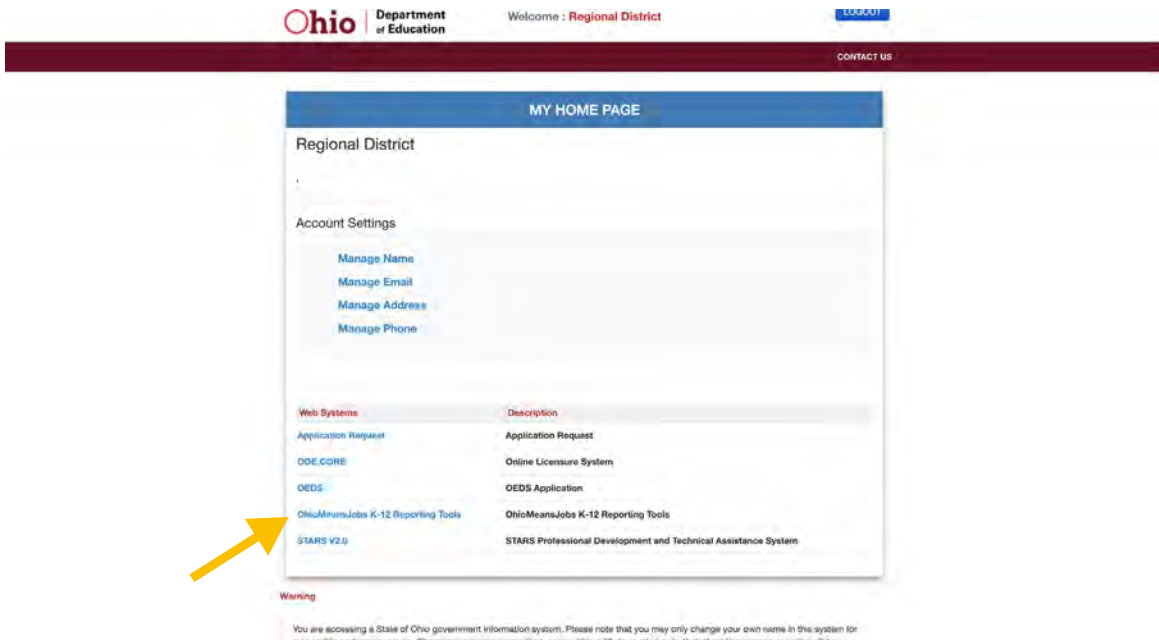 Ohio Department of Education
Welcome : Regional District
LOGOUT
CONTACT US
MY HOME PAGE
Regional District
Account Settings
Manage Name
Manage Email
Manage Address
Manage Phone
Web Systems Description
Application Request Application Request
ODE.CORE Online Licensure System
OEDS OEDS Application
OhioMeansJobs K-12 Reporting Tools OhioMeansJobs K-12 Reporting Tools
STARS V2.0 STARS Professional Development and Technical Assistance System
Warning
You are accessing a State of Ohio government information system. Please note that you may only change your own name in this system for